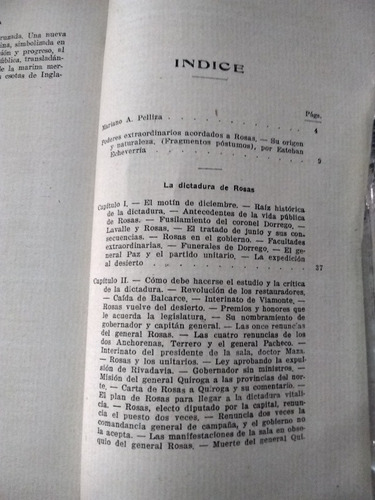 A
ruzada. Una nueva
ina, simbolizada en
ión y progreso, al
ública, trasladán-
de la marina mer-
costas de Ingla-
INDICE
Págs.
Mariano A. Pelliza . . . . 4
Poderes extraordinarios acordados a Rosas. — Su origen
y naturaleza; (Fragmentos póstumos), por Esteban
Echeverría . . . . 9
La dictadura de Rosas
Capítulo I. — El motín de diciembre. — Raíz histórica
de la dictadura. — Antecedentes de la vida pública
de Rosas. — Fusilamiento del coronel Dorrego. —
Lavalle y Rosas. — El tratado de junio y sus con-
secuencias. — Rosas en el gobierno. — Facultades
extraordinarias. — Funerales de Dorrego. — El ge-
neral Paz y el partido unitario. — La expedición
al desierto . . . . 27
Capítulo II. — Cómo debe hacerse el estudio y la crítica
de la dictadura. — Revolución de los restauradores.
— Caída de Balcarce. — Interinato de Viamonte. —
Rosas vuelve del desierto. — Premios y honores que
le acuerda la legislatura. — Su nombramiento de
gobernador y capitán general. — Las once renuncias
del general Rosas. — Las cuatro renuncias de los
dos Anchorenas, Terrero y el general Pacheco. —
Interinato del presidente de la sala, doctor Maza.
— Rosas y los unitarios. — Ley aprobando la expul-
sión de Rivadavia. — Gobernador sin ministros. —
Misión del general Quiroga a las provincias del nor-
te. — Carta de Rosas a Quiroga y su comentario. —
El plan de Rosas para llegar a la dictadura vitali-
cia. — Rosas, electo diputado por la capital, renun-
cia el puesto dos veces. — Renuncia dos veces la
comandancia general de campaña, y el gobierno no
la acepta. — Las manifestaciones de la sala en obse-
quio del general Rosas. — Muerte del general Qui-